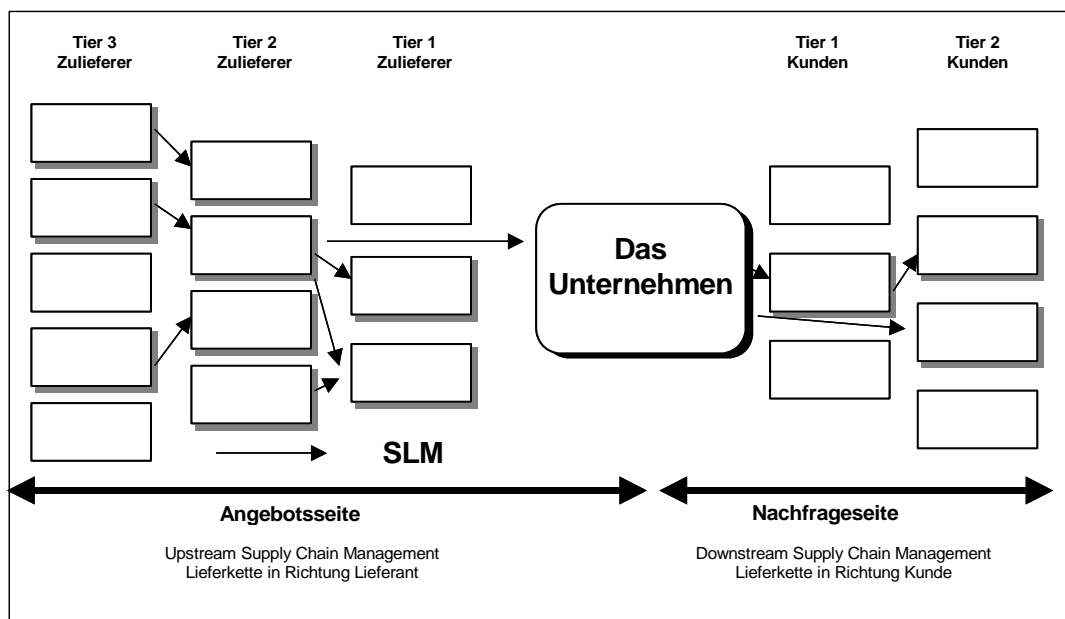 Tier 3
Zulieferer
Tier 2
Zulieferer
Tier 1
Zulieferer
Tier 1
Kunden
Tier 2
Kunden
Das
Unternehmen
SLM
Angebotsseite
Upstream Supply Chain Management
Lieferkette in Richtung Lieferant
Nachfrageseite
Downstream Supply Chain Management
Lieferkette in Richtung Kunde